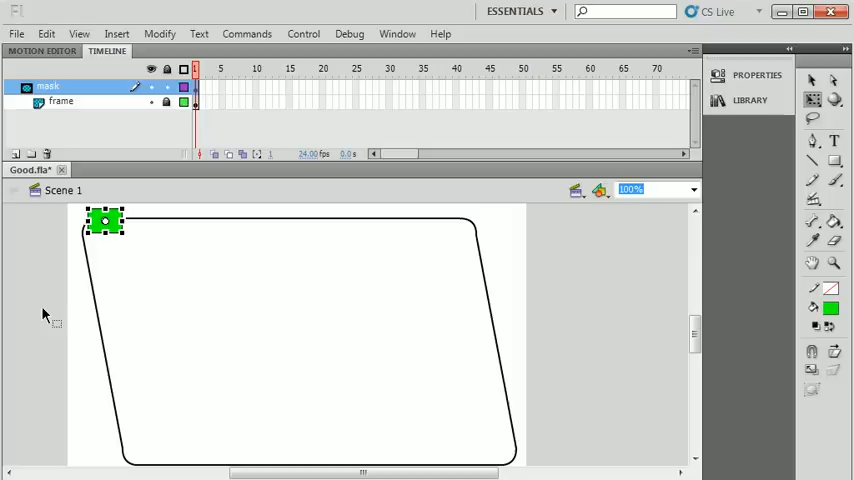 Fl ESSENTIALS CS Live
File Edit View Insert Modify Text Commands Control Debug Window Help
MOTION EDITOR TIMELINE
1 5 10 15 20 25 30 35 40 45 50 55 60 65 70
mask
frame
1 24.00 fps 0.0 s
Good.fla*
Scene 1 100%
PROPERTIES
LIBRARY
T